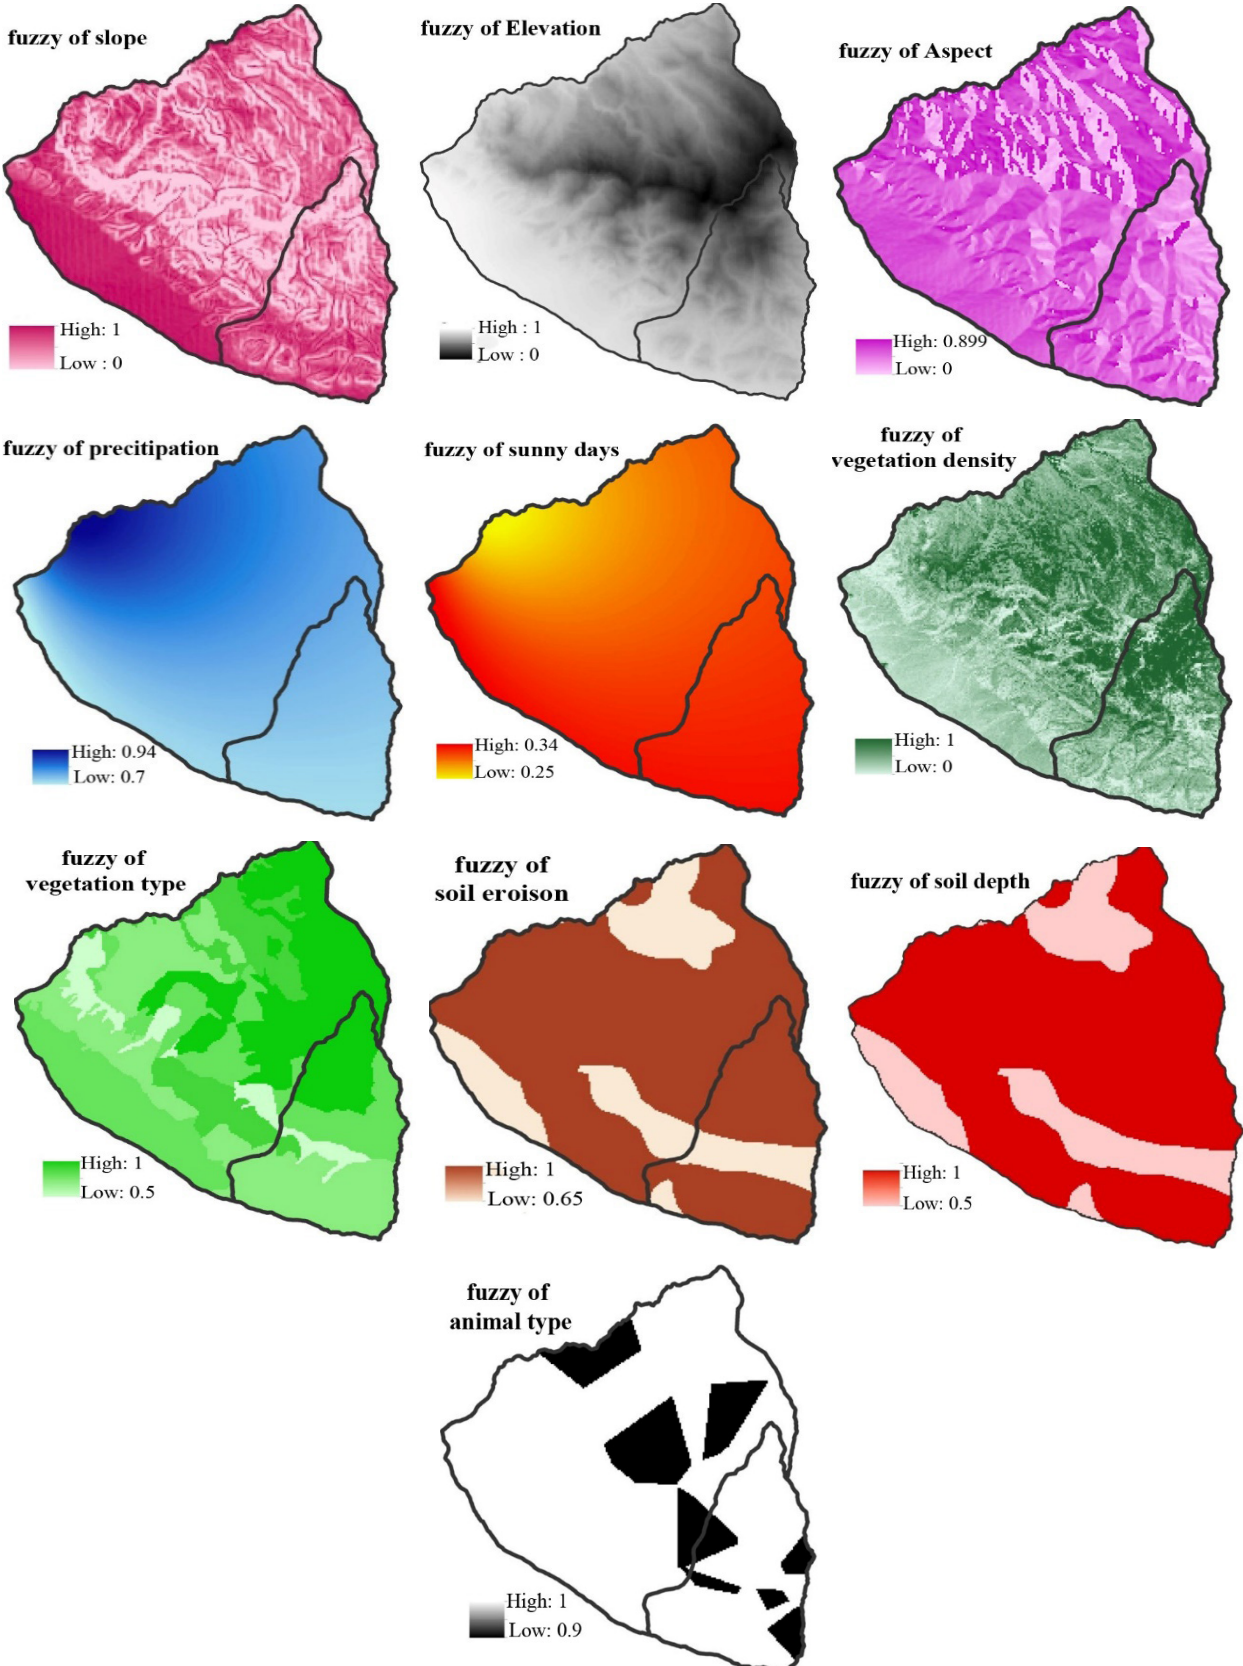 fuzzy of slope
High: 1
Low : 0
fuzzy of Elevation
High : 1
Low : 0
fuzzy of Aspect
High: 0.899
Low: 0
fuzzy of precitipation
High: 0.94
Low: 0.7
fuzzy of sunny days
High: 0.34
Low: 0.25
fuzzy of
vegetation density
High: 1
Low: 0
fuzzy of
vegetation type
High: 1
Low: 0.5
fuzzy of
soil eroison
High: 1
Low: 0.65
fuzzy of soil depth
High: 1
Low: 0.5
fuzzy of
animal type
High: 1
Low: 0.9